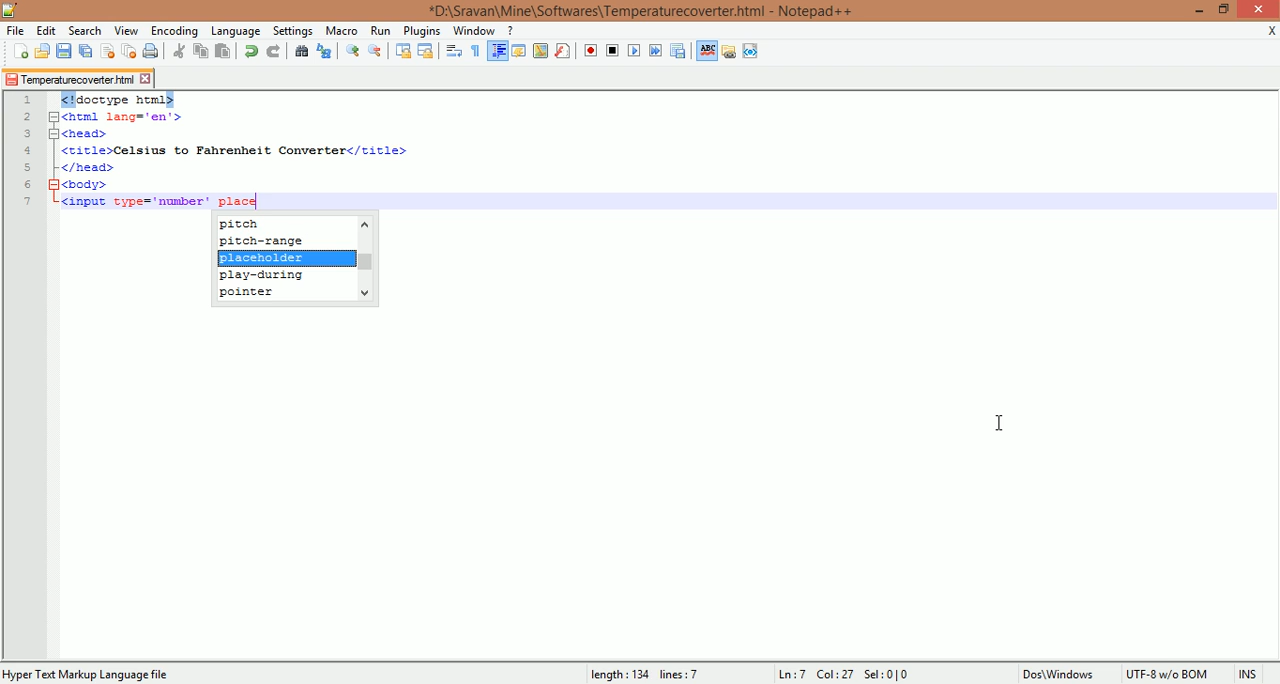 *D:\Sravan\Mine\Softwares\Temperaturecoverter.html - Notepad++
File Edit Search View Encoding Language Settings Macro Run Plugins Window ? X
ABC
Temperaturecoverter.html
1 <!doctype html>
2 <html lang='en'>
3 <head>
4 <title>Celsius to Fahrenheit Converter</title>
5 </head>
6 <body>
7 <input type='number' place
pitch
pitch-range
placeholder
play-during
pointer
Hyper Text Markup Language file length : 134 lines : 7 Ln : 7 Col : 27 Sel : 0 | 0 Dos\Windows UTF-8 w/o BOM INS